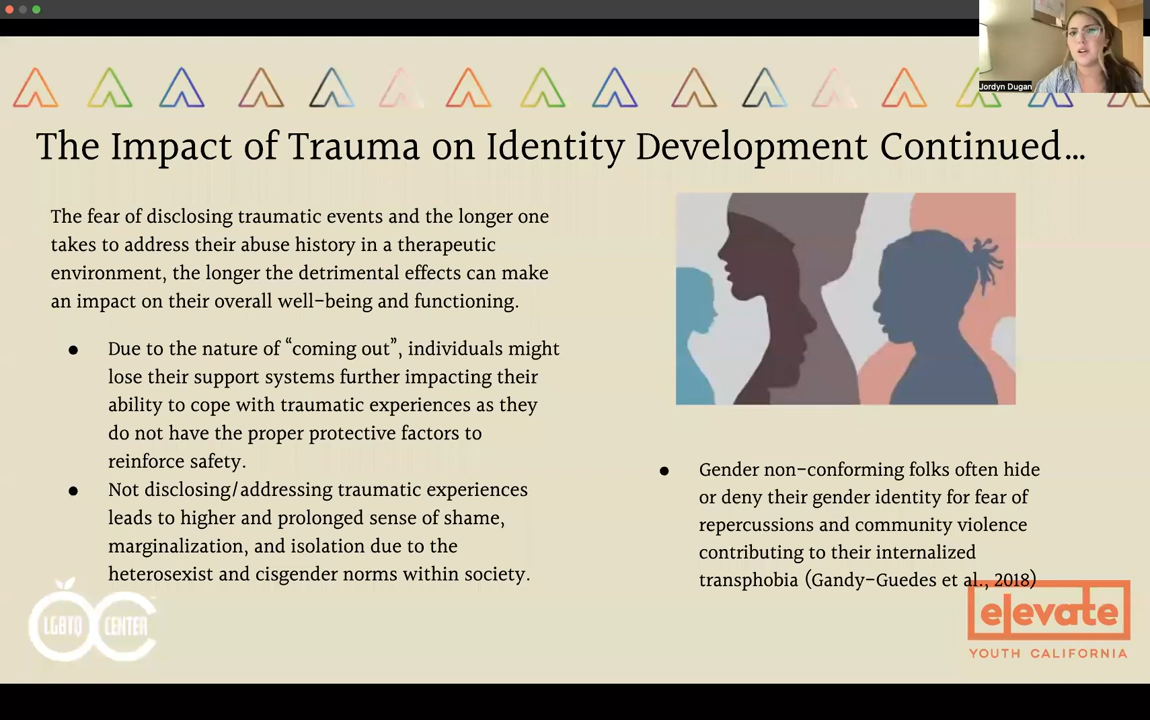 Jordyn Dugan
The Impact of Trauma on Identity Development Continued...
The fear of disclosing traumatic events and the longer one
takes to address their abuse history in a therapeutic
environment, the longer the detrimental effects can make
an impact on their overall well-being and functioning.
● Due to the nature of “coming out”, individuals might
lose their support systems further impacting their
ability to cope with traumatic experiences as they
do not have the proper protective factors to
reinforce safety.
● Not disclosing/addressing traumatic experiences
leads to higher and prolonged sense of shame,
marginalization, and isolation due to the
heterosexist and cisgender norms within society.
● Gender non-conforming folks often hide
or deny their gender identity for fear of
repercussions and community violence
contributing to their internalized
transphobia (Gandy-Guedes et al., 2018)
LGBTQ CENTER
OC
elevate
YOUTH CALIFORNIA